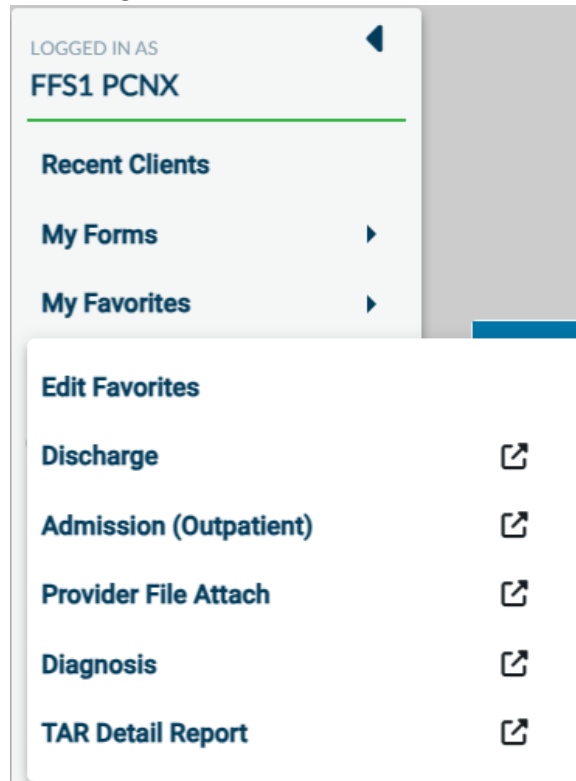 LOGGED IN AS
FFS1 PCNX
Recent Clients
My Forms
My Favorites
Edit Favorites
Discharge
Admission (Outpatient)
Provider File Attach
Diagnosis
TAR Detail Report